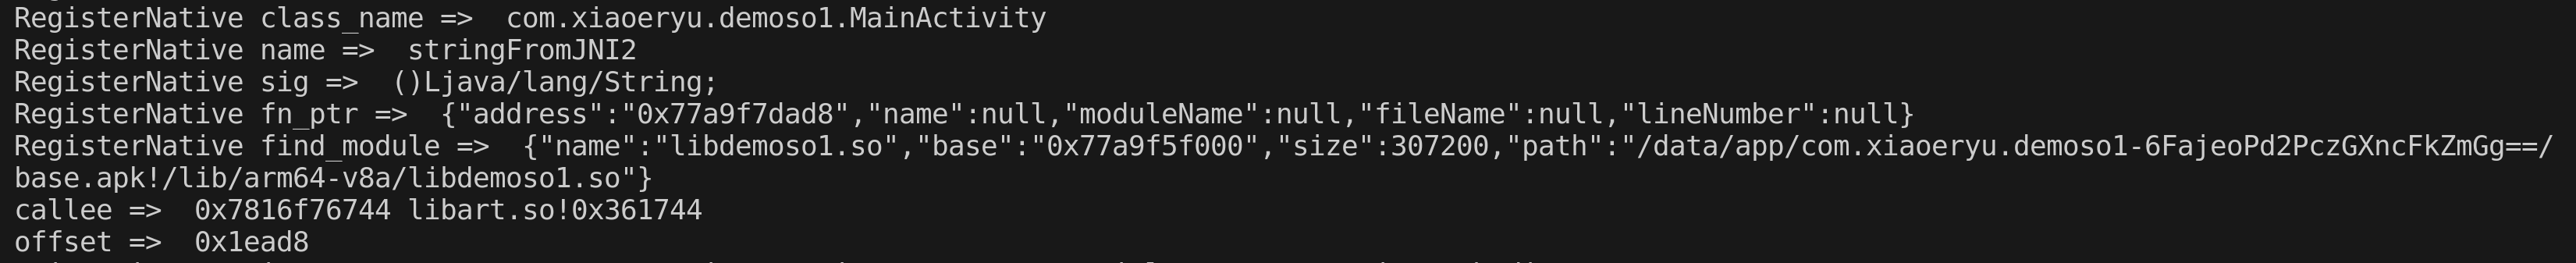 RegisterNative class_name =>  com.xiaoeryu.demoso1.MainActivity
RegisterNative name =>  stringFromJNI2
RegisterNative sig =>  ()Ljava/lang/String;
RegisterNative fn_ptr =>  {"address":"0x77a9f7dad8","name":null,"moduleName":null,"fileName":null,"lineNumber":null}
RegisterNative find_module =>  {"name":"libdemoso1.so","base":"0x77a9f5f000","size":307200,"path":"/data/app/com.xiaoeryu.demoso1-6FajeoPd2PczGXncFkZmGg==/
base.apk!/lib/arm64-v8a/libdemoso1.so"}
callee =>  0x7816f76744 libart.so!0x361744
offset =>  0x1ead8